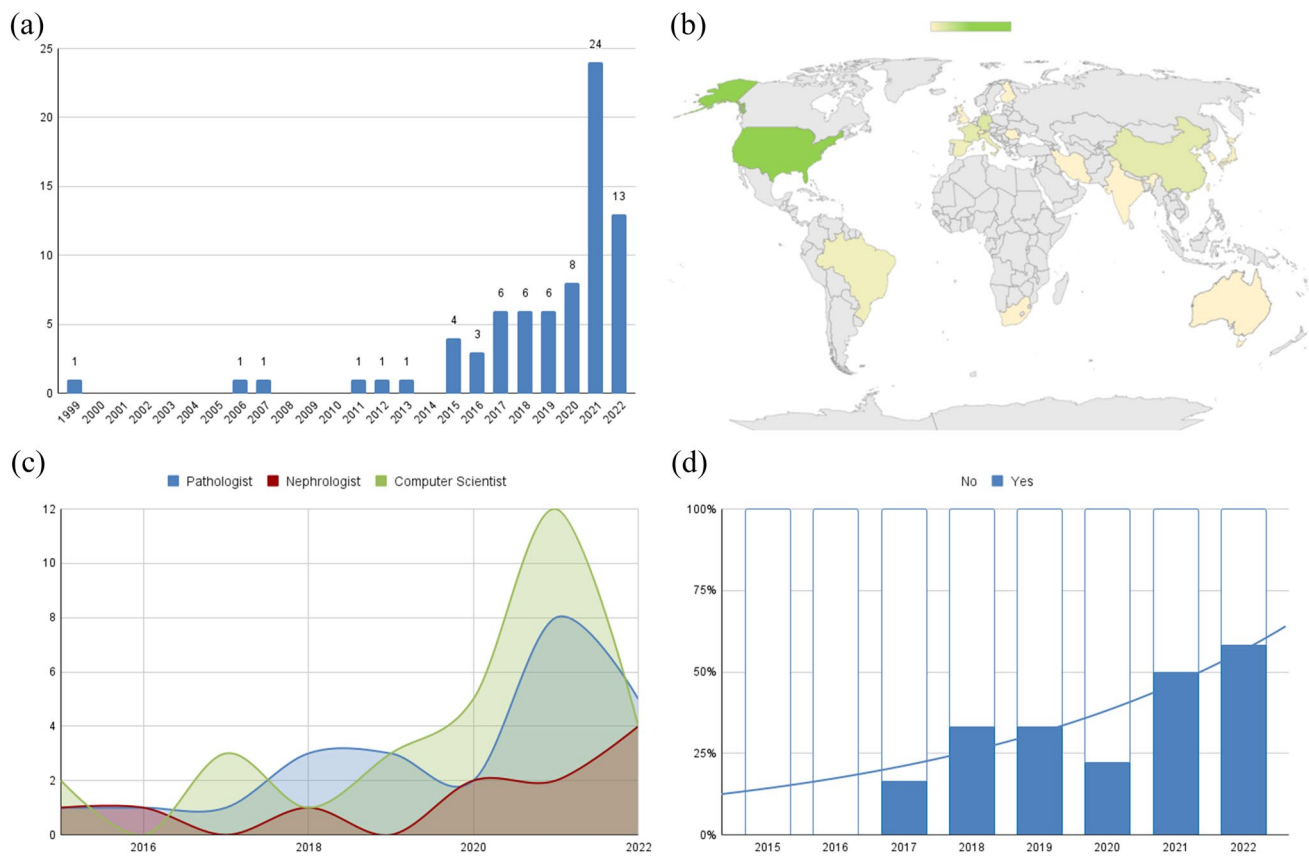 (a)
25
20
15
10
5
0
1 1 1 1 1 1 4 3 6 6 6 8 24 13
1999 2000 2001 2002 2003 2004 2005 2006 2007 2008 2009 2010 2011 2012 2013 2014 2015 2016 2017 2018 2019 2020 2021 2022
(b)
(c)
Pathologist Nephrologist Computer Scientist
12
10
8
6
4
2
0
2016 2018 2020 2022
(d)
No Yes
100%
75%
50%
25%
0%
2015 2016 2017 2018 2019 2020 2021 2022